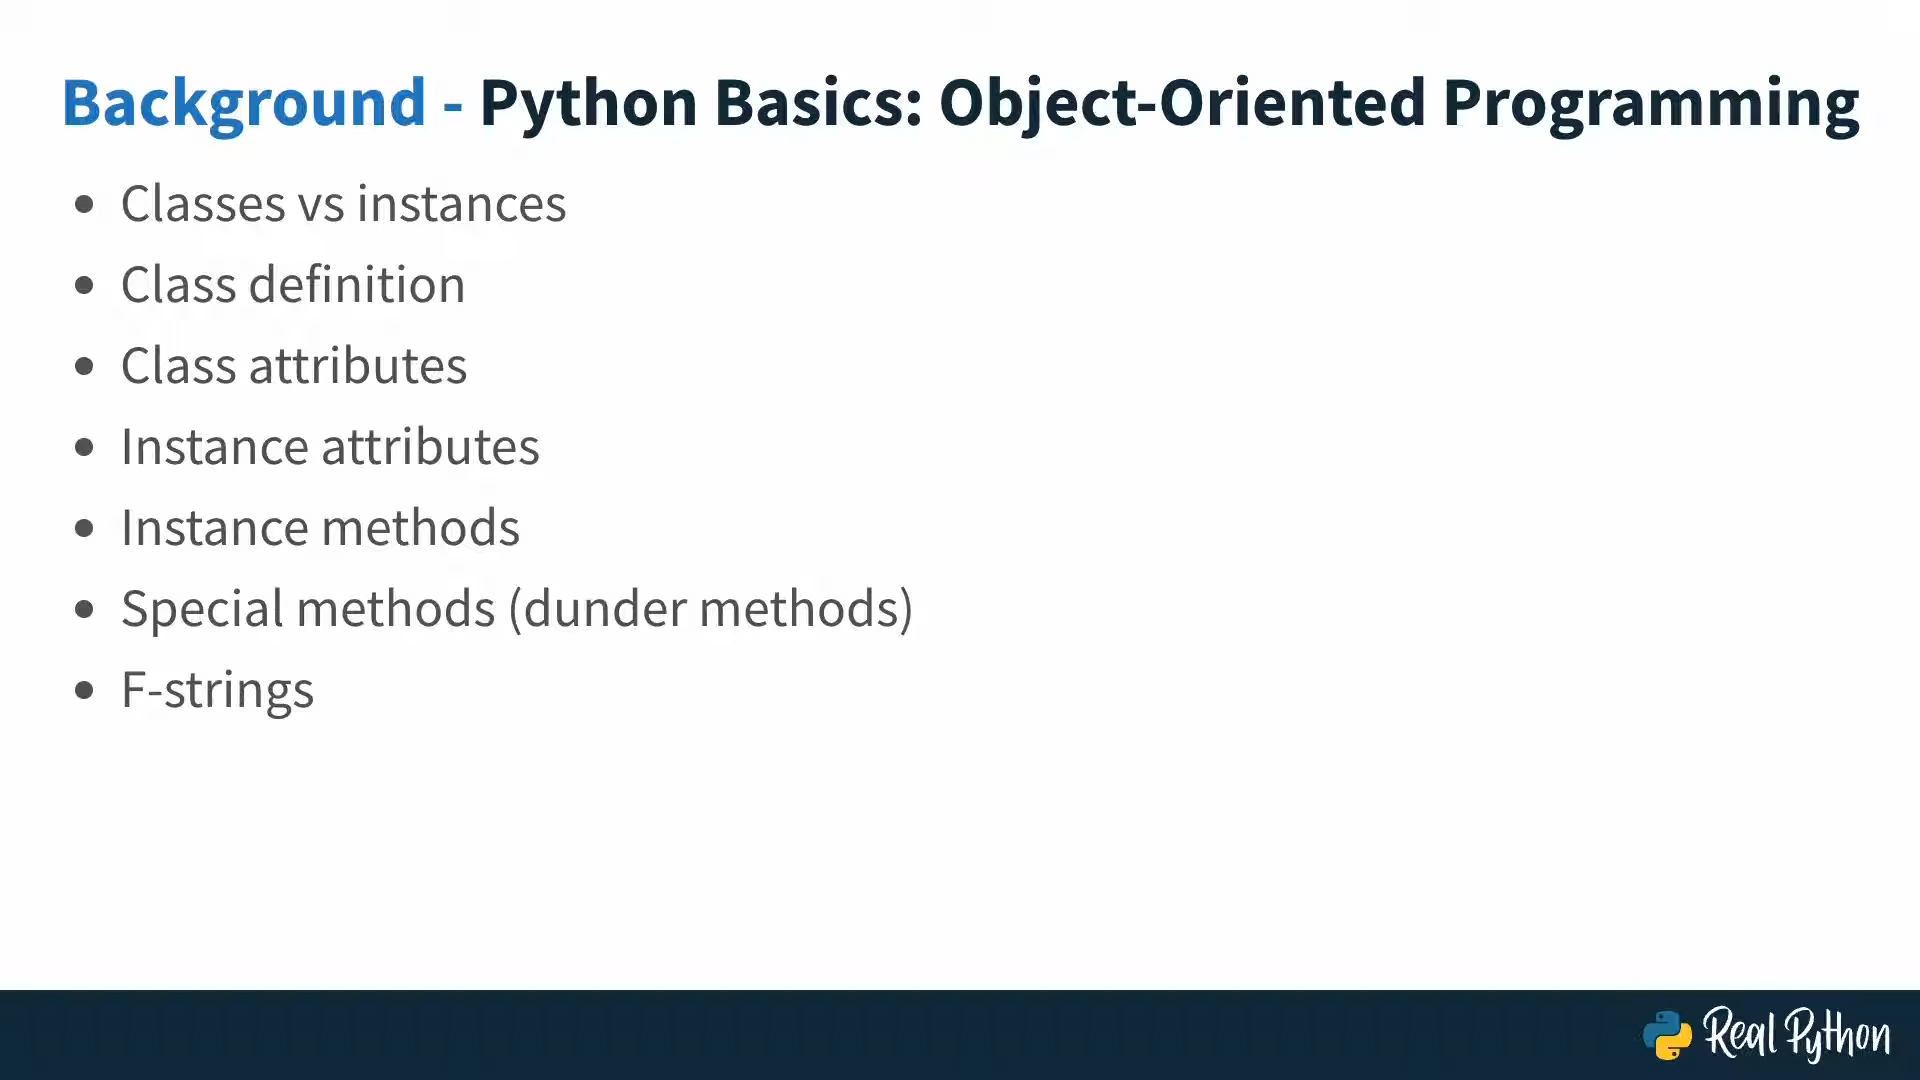 Background - Python Basics: Object-Oriented Programming
• Classes vs instances
• Class definition
• Class attributes
• Instance attributes
• Instance methods
• Special methods (dunder methods)
• F-strings
Real Python